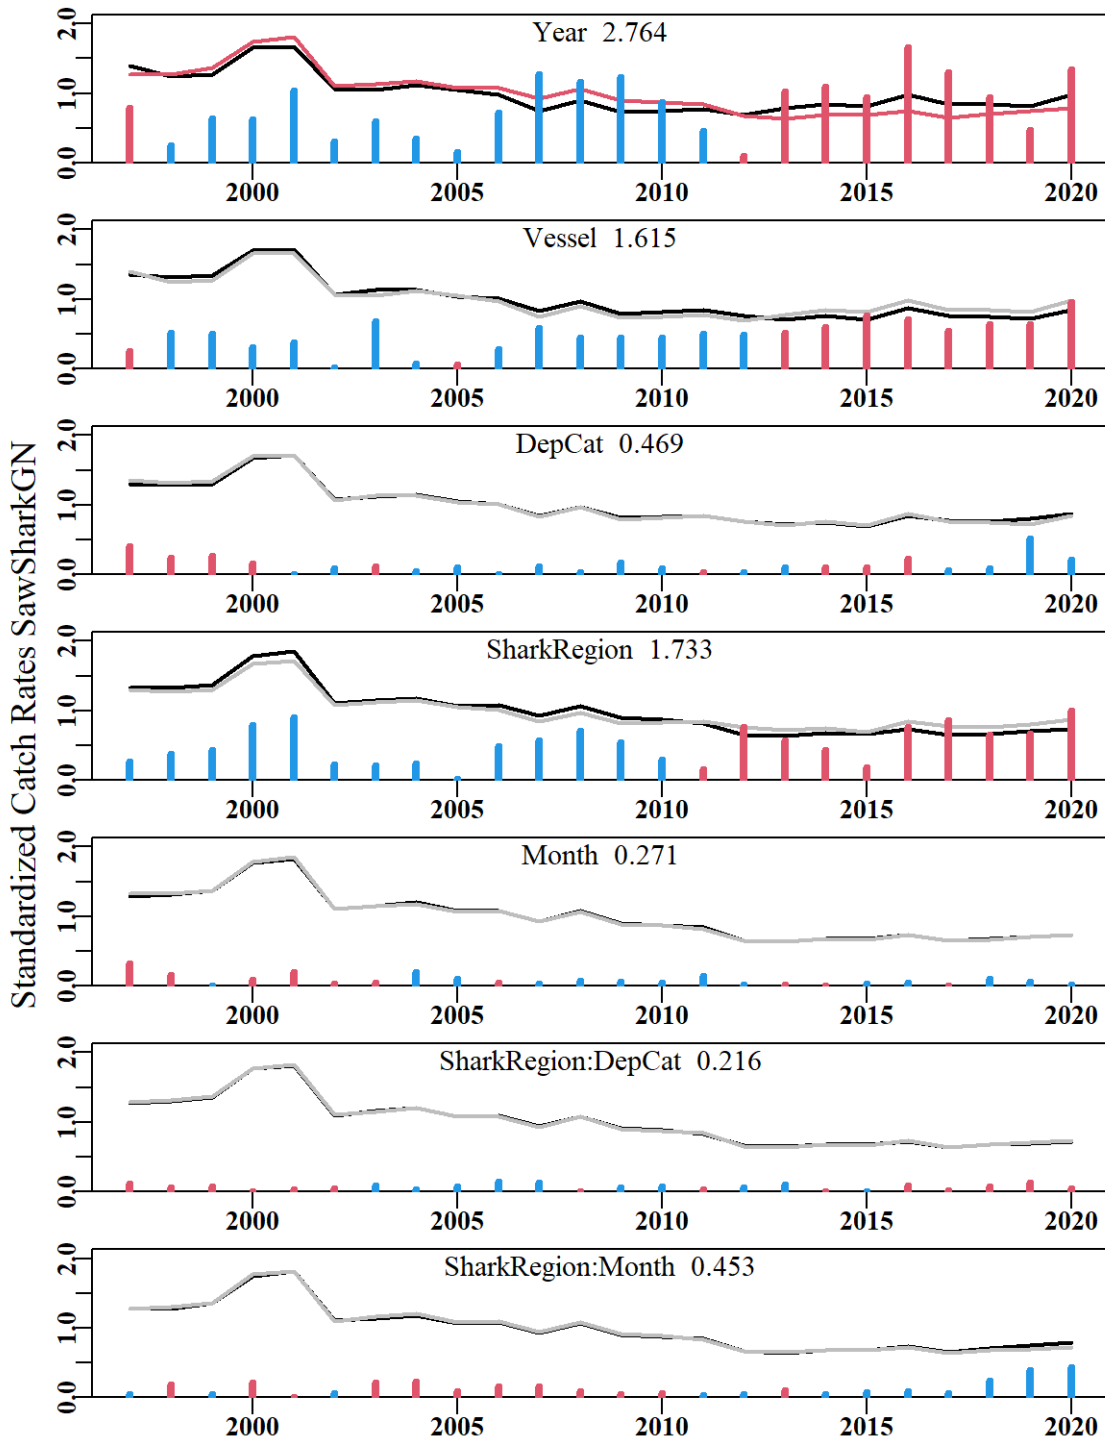 Standardized Catch Rates SawSharkGN
Year 2.764
0.0 1.0 2.0
2000 2005 2010 2015 2020
Vessel 1.615
0.0 1.0 2.0
2000 2005 2010 2015 2020
DepCat 0.469
0.0 1.0 2.0
2000 2005 2010 2015 2020
SharkRegion 1.733
0.0 1.0 2.0
2000 2005 2010 2015 2020
Month 0.271
0.0 1.0 2.0
2000 2005 2010 2015 2020
SharkRegion:DepCat 0.216
0.0 1.0 2.0
2000 2005 2010 2015 2020
SharkRegion:Month 0.453
0.0 1.0 2.0
2000 2005 2010 2015 2020